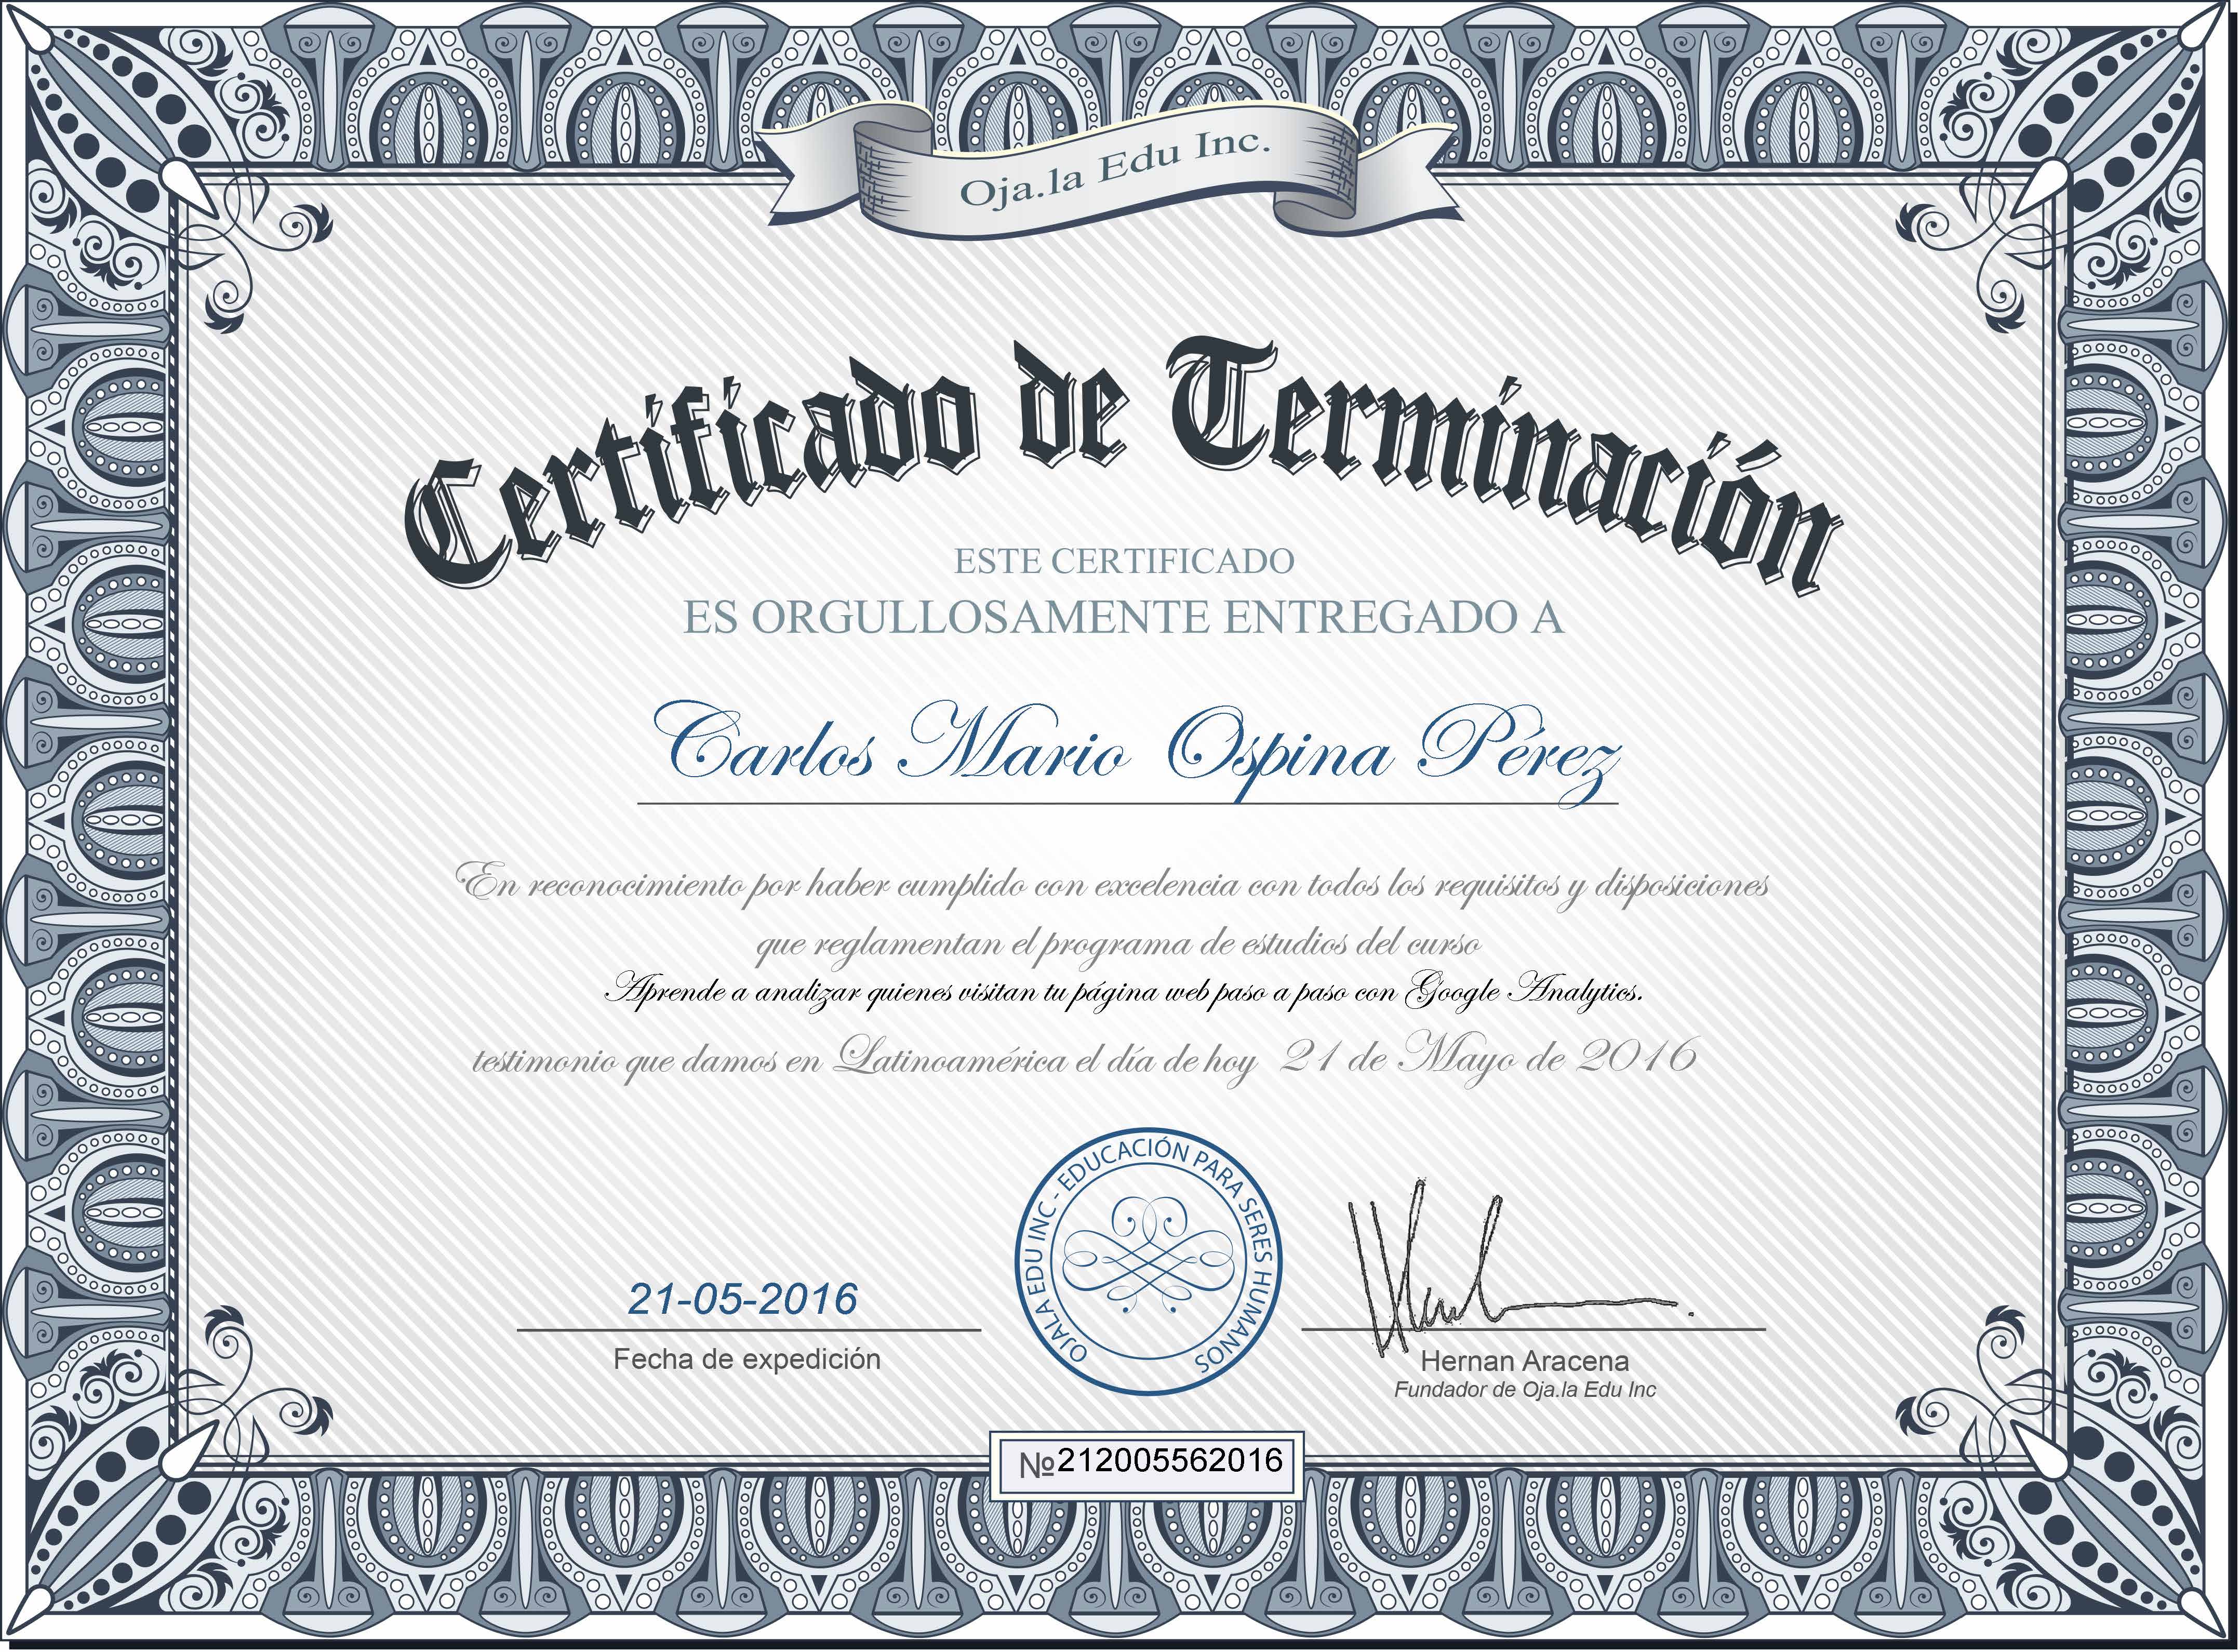 Oja.la Edu Inc.
Certificado de Terminación
ESTE CERTIFICADO
ES ORGULLOSAMENTE ENTREGADO A
Carlos Mario Ospina Pérez
En reconocimiento por haber cumplido con excelencia con todos los requisitos y disposiciones
que reglamentan el programa de estudios del curso
Aprende a analizar quienes visitan tu página web paso a paso con Google Analytics.
testimonio que damos en Latinoamérica el día de hoy 21 de Mayo de 2016
OJALA EDU INC - EDUCACIÓN PARA SERES HUMANOS
21-05-2016
Fecha de expedición
Hernan Aracena
Fundador de Oja.la Edu Inc
№212005562016